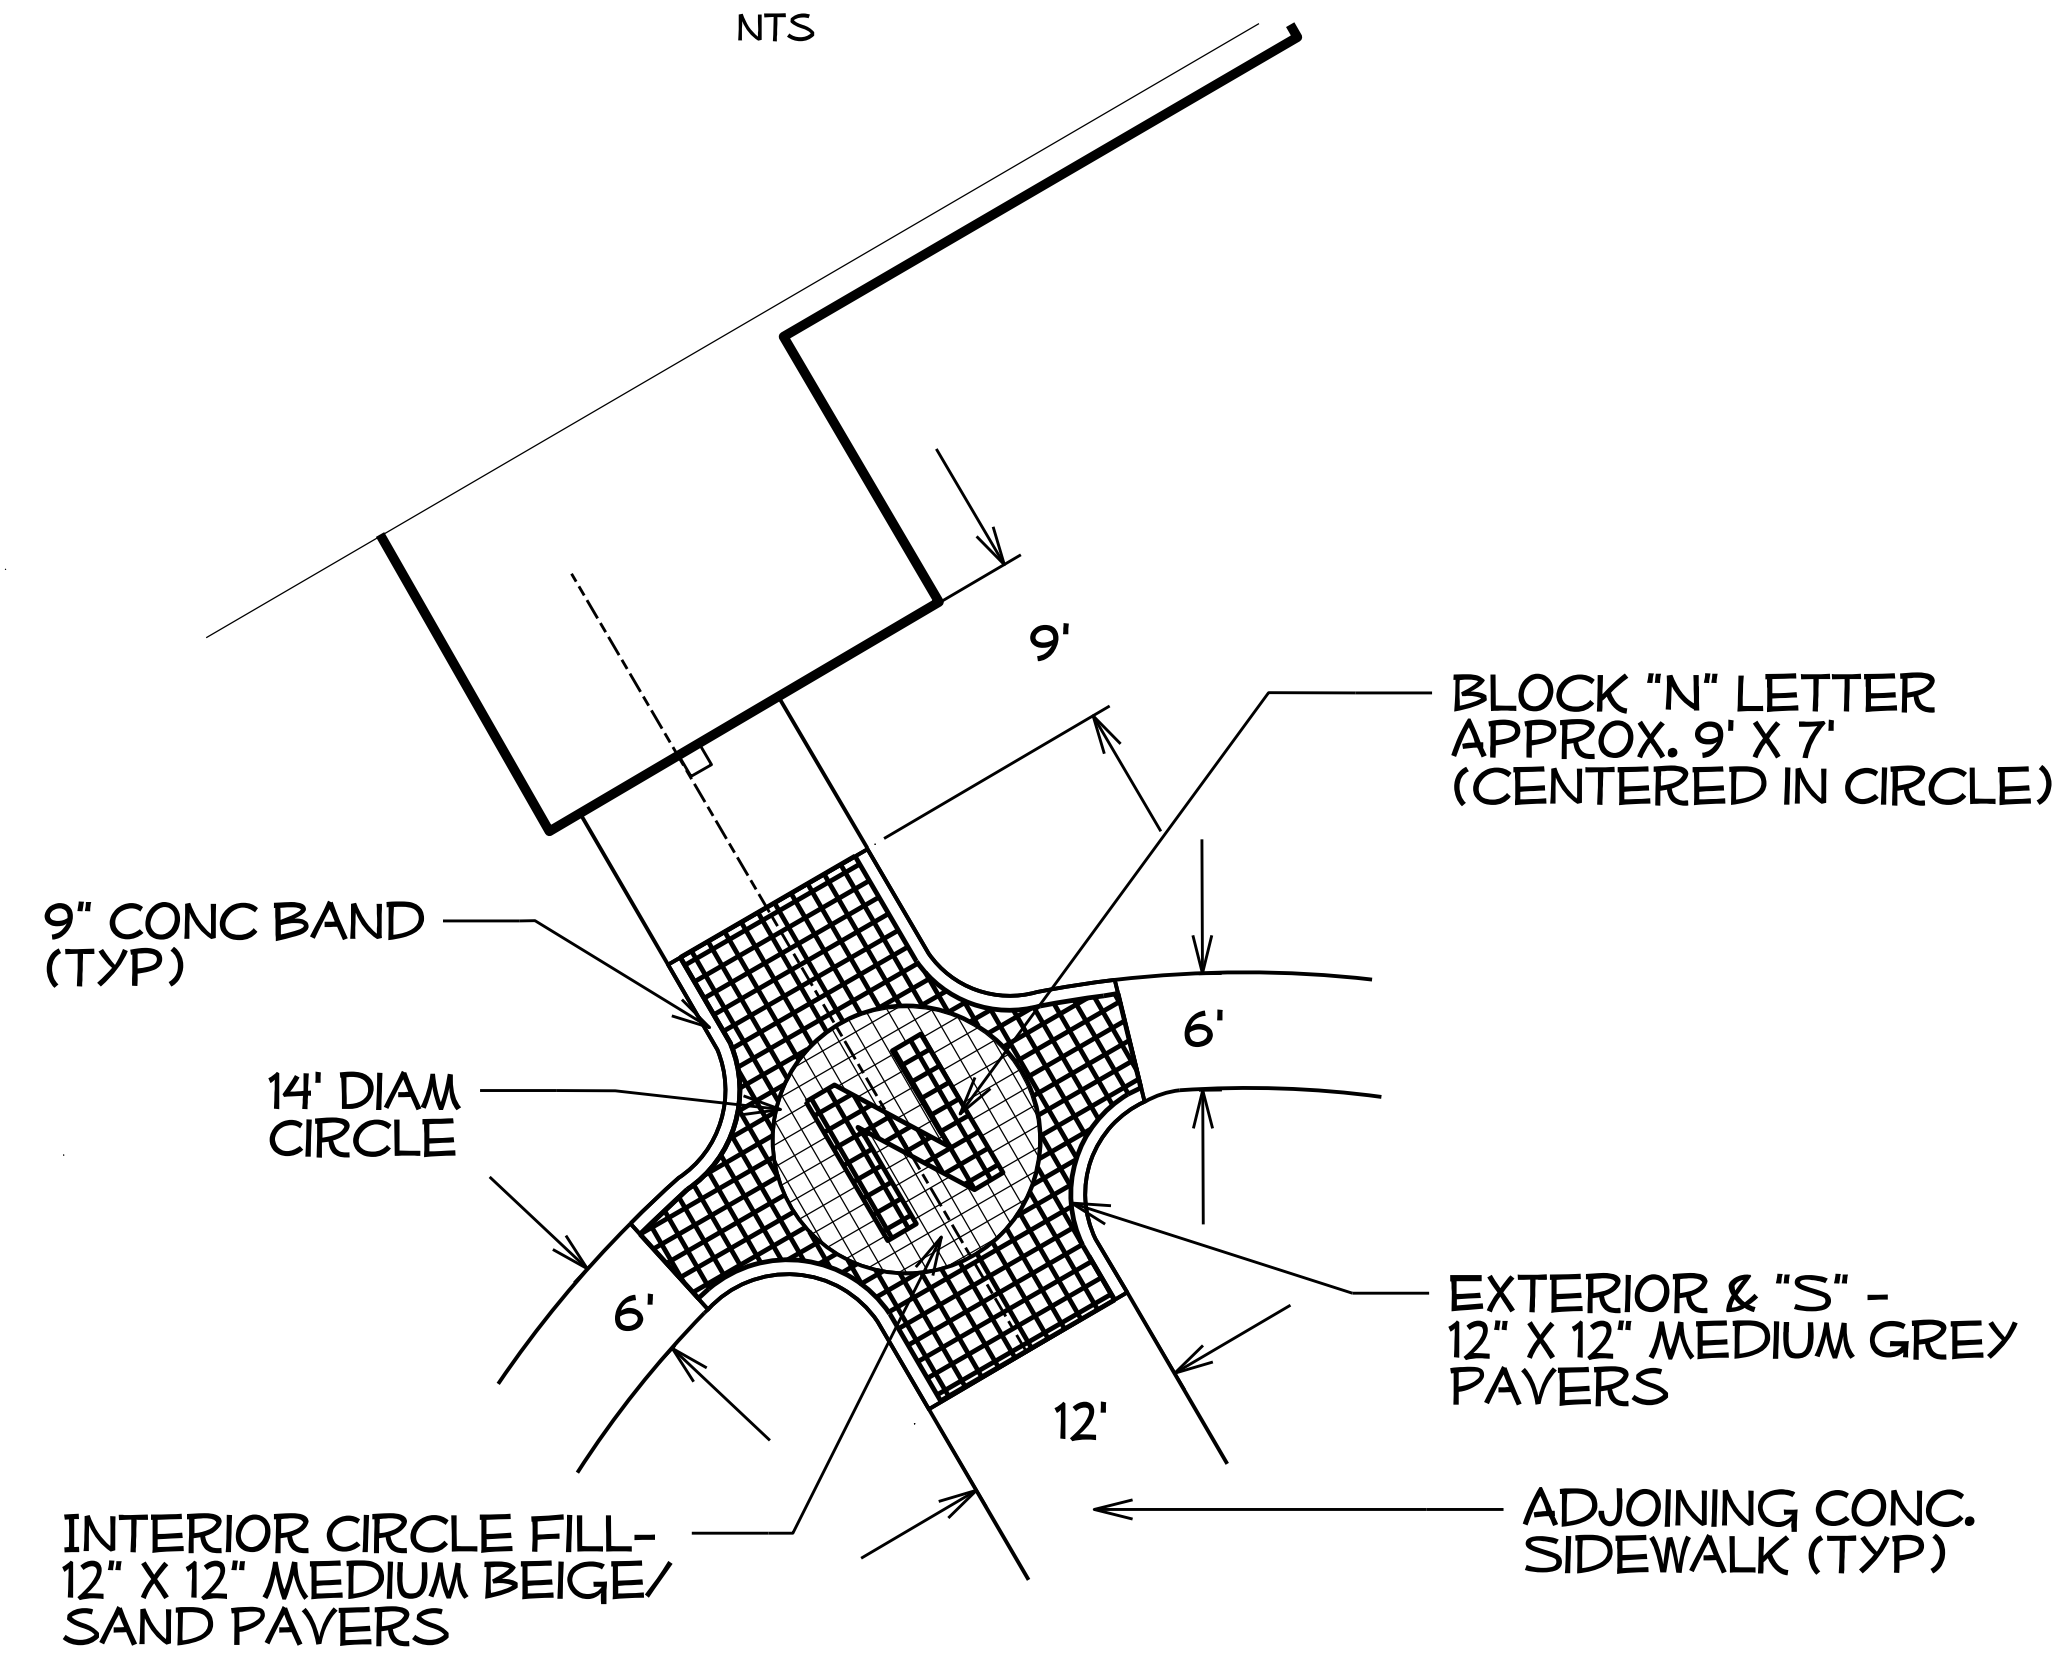 NTS
9'
BLOCK "N" LETTER
APPROX. 9' X 7'
(CENTERED IN CIRCLE)
9" CONC BAND
(TYP)
6'
14' DIAM
CIRCLE
N
6'
EXTERIOR & "S" -
12" X 12" MEDIUM GREY
PAVERS
12'
ADJOINING CONC.
SIDEWALK (TYP)
INTERIOR CIRCLE FILL-
12" X 12" MEDIUM BEIGE/
SAND PAVERS